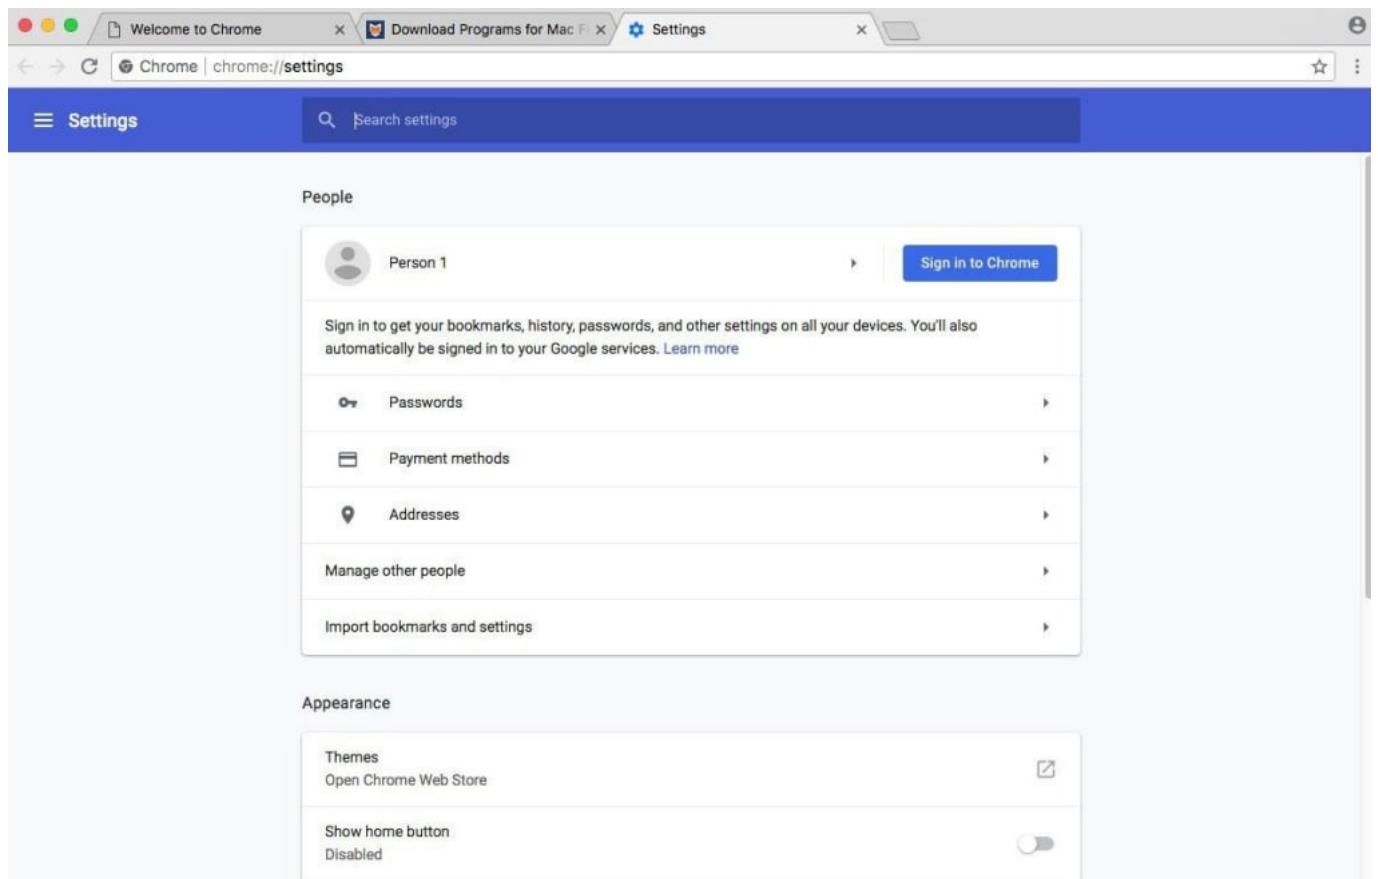 Welcome to Chrome
Download Programs for Mac
Settings
Chrome | chrome://settings
Settings
Search settings
People
Person 1
Sign in to Chrome
Sign in to get your bookmarks, history, passwords, and other settings on all your devices. You'll also
automatically be signed in to your Google services. Learn more
Passwords
Payment methods
Addresses
Manage other people
Import bookmarks and settings
Appearance
Themes
Open Chrome Web Store
Show home button
Disabled